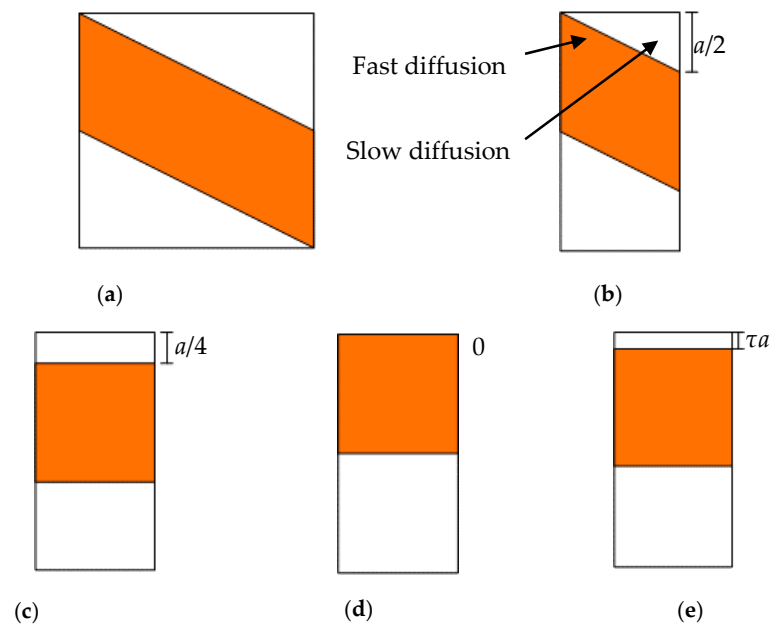 Fast diffusion
Slow diffusion
a/2
(a)
(b)
a/4
0
τa
(c)
(d)
(e)